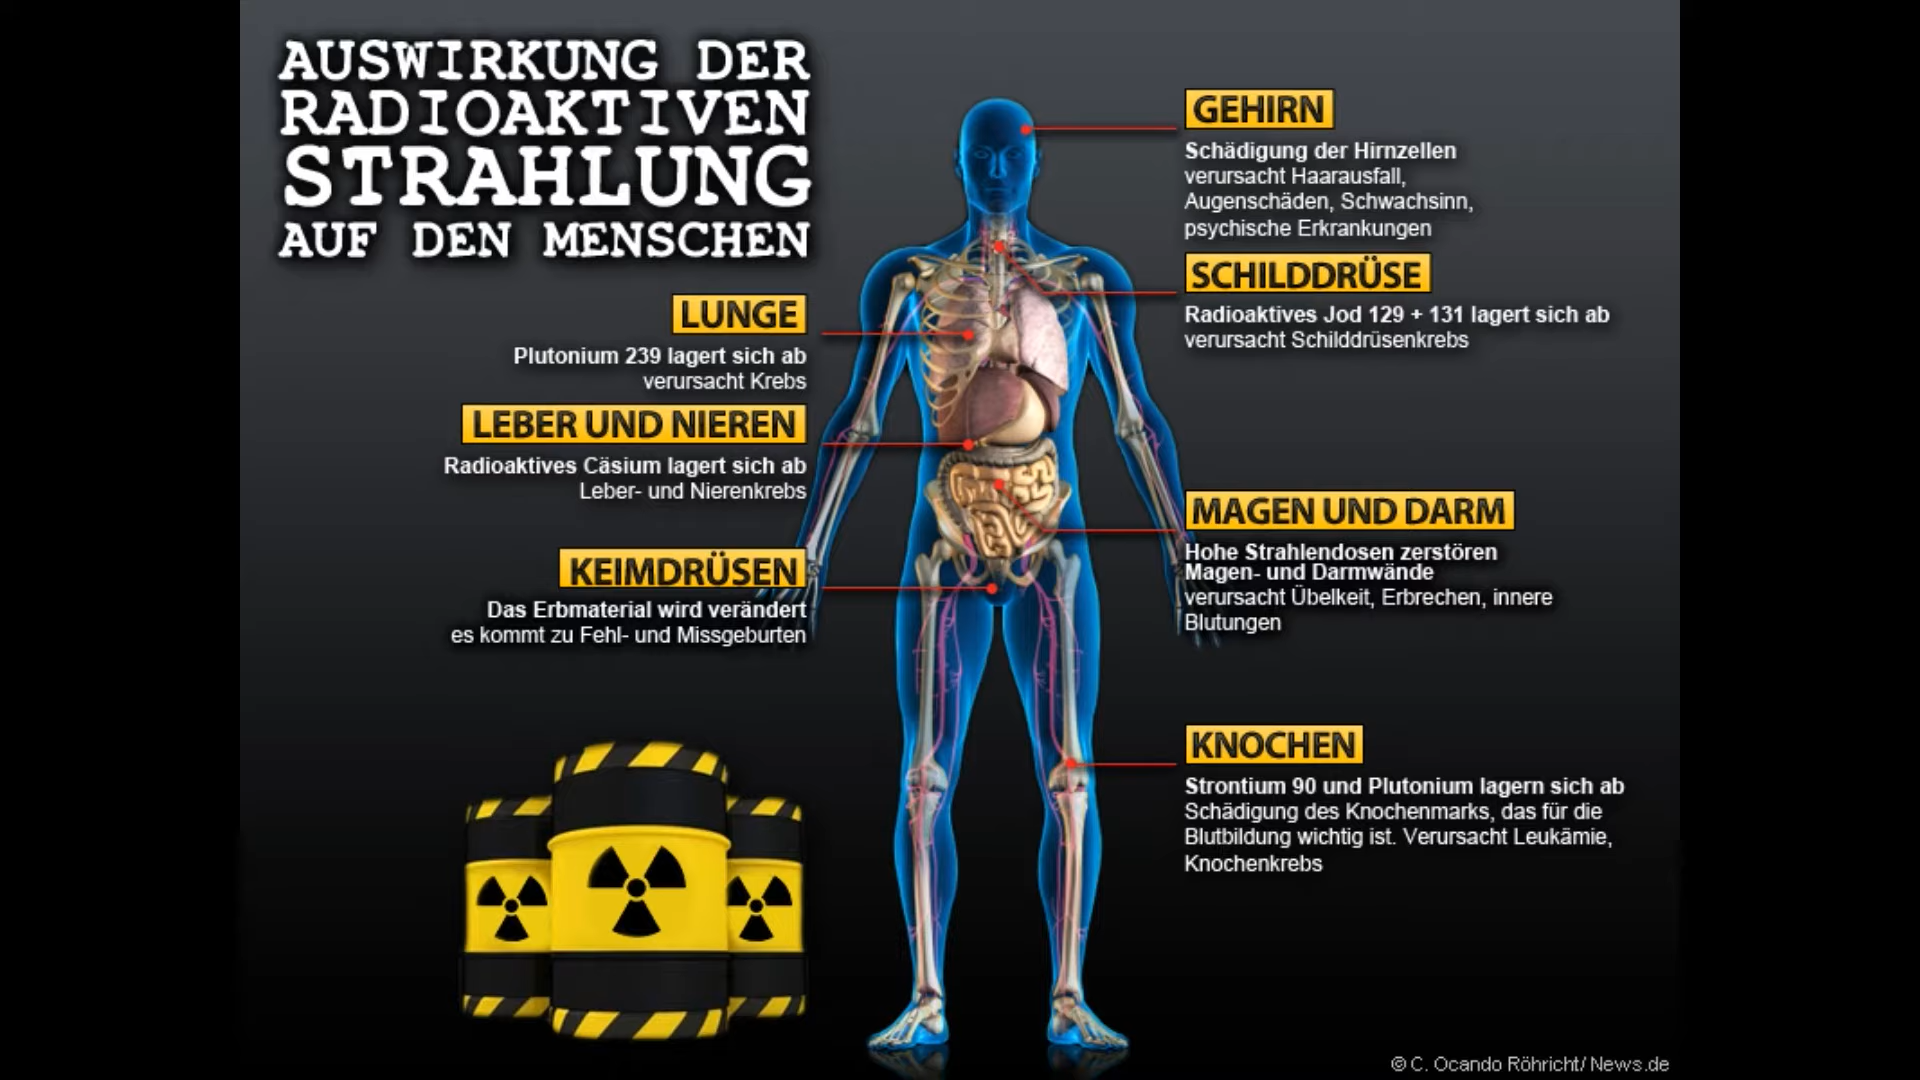 AUSWIRKUNG DER
RADIOAKTIVEN
STRAHLUNG
AUF DEN MENSCHEN
LUNGE
Plutonium 239 lagert sich ab
verursacht Krebs
LEBER UND NIEREN
Radioaktives Cäsium lagert sich ab
Leber- und Nierenkrebs
KEIMDRÜSEN
Das Erbmaterial wird verändert
es kommt zu Fehl- und Missgeburten
GEHIRN
Schädigung der Hirnzellen
verursacht Haarausfall,
Augenschäden, Schwachsinn,
psychische Erkrankungen
SCHILDDRÜSE
Radioaktives Jod 129 + 131 lagert sich ab
verursacht Schilddrüsenkrebs
MAGEN UND DARM
Hohe Strahlendosen zerstören
Magen- und Darmwände
verursacht Übelkeit, Erbrechen, innere
Blutungen
KNOCHEN
Strontium 90 und Plutonium lagern sich ab
Schädigung des Knochenmarks, das für die
Blutbildung wichtig ist. Verursacht Leukämie,
Knochenkrebs
© C. Ocando Röhricht/ News.de